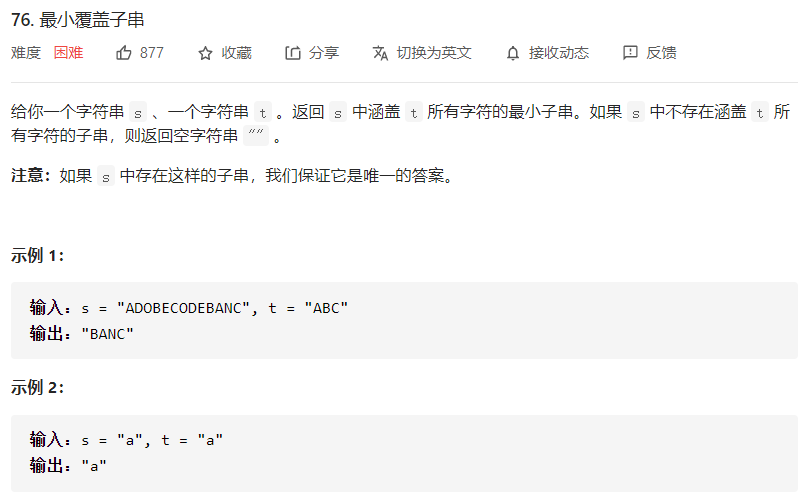 76. 最小覆盖子串
难度 困难 877 收藏 分享 切换为英文 接收动态 反馈
给你一个字符串 s 、一个字符串 t 。返回 s 中涵盖 t 所有字符的最小子串。如果 s 中不存在涵盖 t 所
有字符的子串，则返回空字符串 "" 。
注意：如果 s 中存在这样的子串，我们保证它是唯一的答案。
示例 1：
输入：s = "ADOBECODEBANC", t = "ABC"
输出："BANC"
示例 2：
输入：s = "a", t = "a"
输出："a"